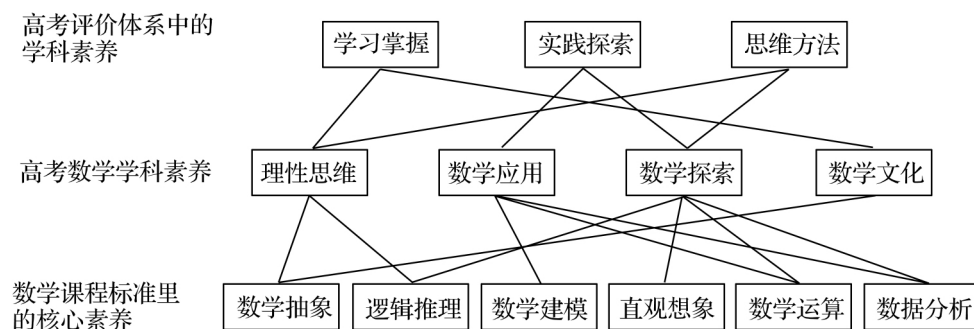 高考评价体系中的
学科素养
学习掌握
实践探索
思维方法
高考数学学科素养
理性思维
数学应用
数学探索
数学文化
数学课程标准里
的核心素养
数学抽象
逻辑推理
数学建模
直观想象
数学运算
数据分析